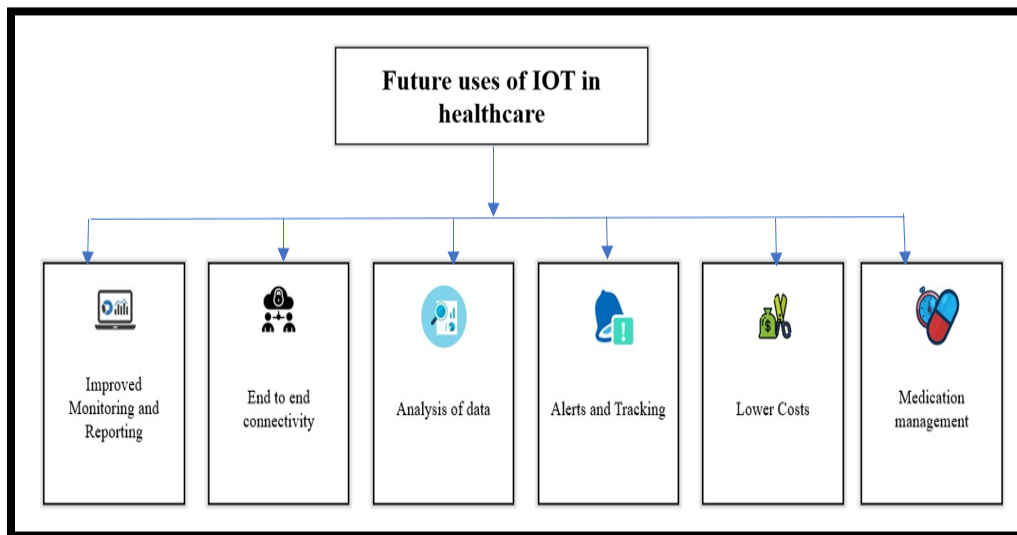 Future uses of IOT in
healthcare
Improved
Monitoring and
Reporting
End to end
connectivity
Analysis of data
Alerts and Tracking
Lower Costs
Medication
management